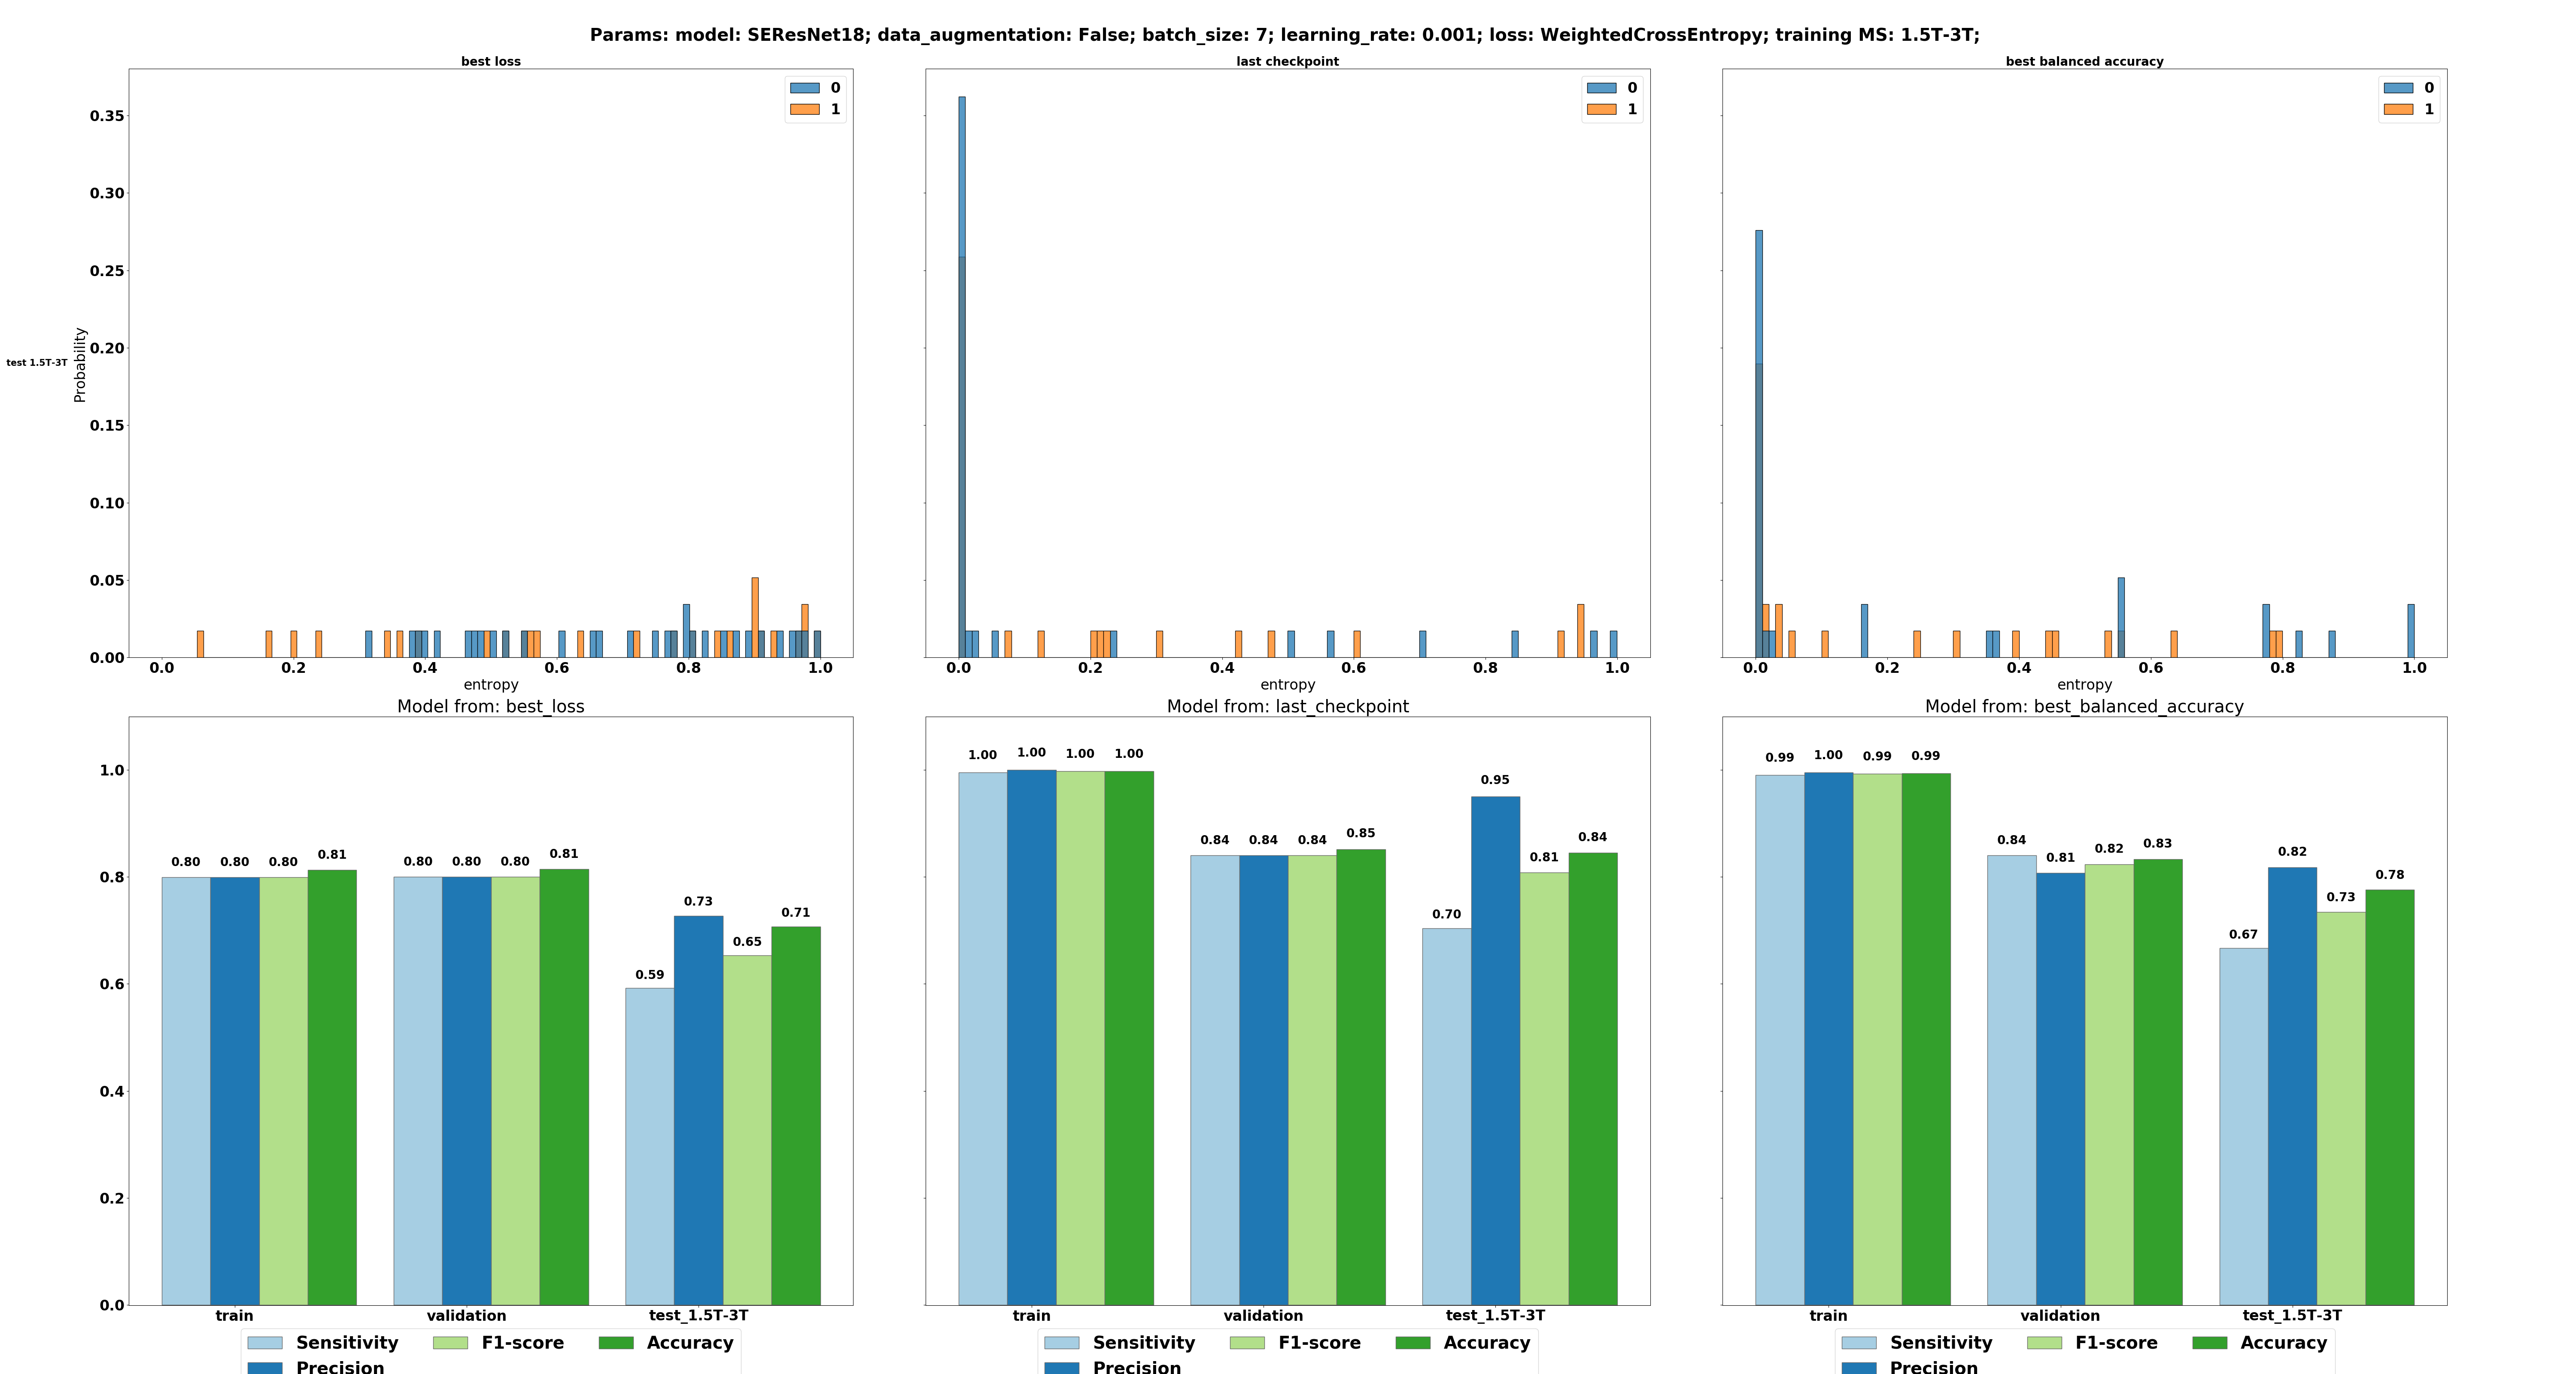 Params: model: SEResNet18; data_augmentation: False; batch_size: 7; learning_rate: 0.001; loss: WeightedCrossEntropy; training MS: 1.5T-3T;
best loss
0
1
0.35
0.30
0.25
0.20
0.15
0.10
0.05
0.00
test 1.5T-3T
Probability
0.0 0.2 0.4 0.6 0.8 1.0
entropy
last checkpoint
0
1
0.0 0.2 0.4 0.6 0.8 1.0
entropy
best balanced accuracy
0
1
0.0 0.2 0.4 0.6 0.8 1.0
entropy
Model from: best_loss
1.0
0.8
0.6
0.4
0.2
0.0
0.80 0.80 0.80 0.81
0.80 0.80 0.80 0.81
0.59 0.73 0.65 0.71
train validation test_1.5T-3T
Sensitivity F1-score Accuracy
Precision
Model from: last_checkpoint
1.00 1.00 1.00 1.00
0.84 0.84 0.84 0.85
0.70 0.95 0.81 0.84
train validation test_1.5T-3T
Sensitivity F1-score Accuracy
Precision
Model from: best_balanced_accuracy
0.99 1.00 0.99 0.99
0.84 0.81 0.82 0.83
0.67 0.82 0.73 0.78
train validation test_1.5T-3T
Sensitivity F1-score Accuracy
Precision